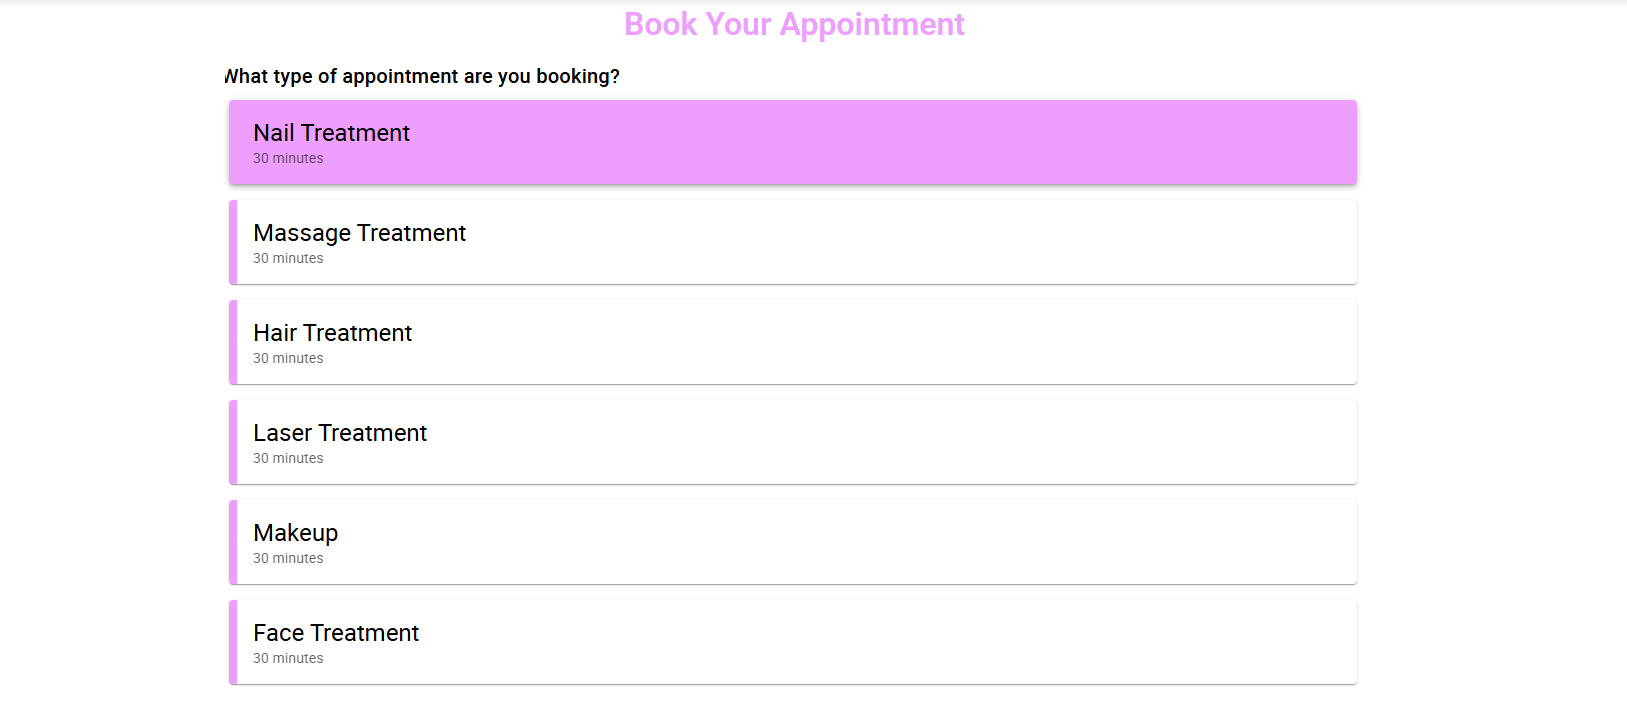 Book Your Appointment
What type of appointment are you booking?
Nail Treatment
30 minutes
Massage Treatment
30 minutes
Hair Treatment
30 minutes
Laser Treatment
30 minutes
Makeup
30 minutes
Face Treatment
30 minutes